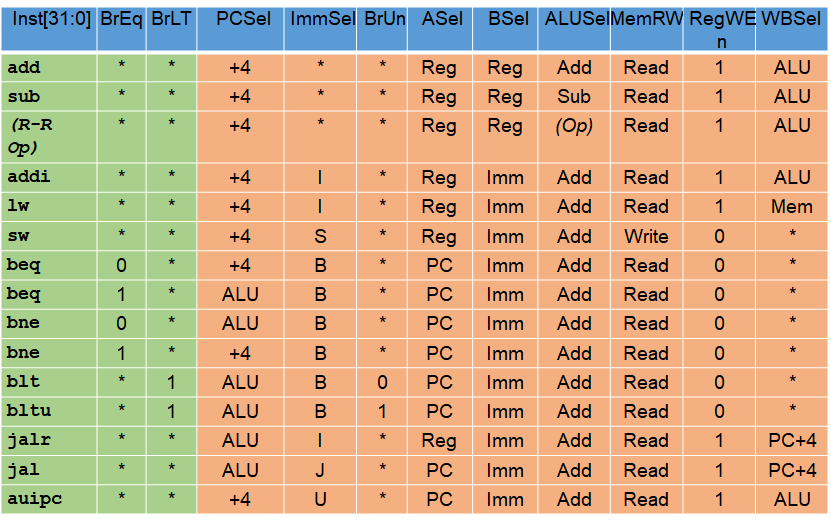 Inst[31:0] BrEq BrLT PCSel ImmSel BrUn ASel BSel ALUSel MemRW RegWE WBSel
n
add * * +4 * * Reg Reg Add Read 1 ALU
sub * * +4 * * Reg Reg Sub Read 1 ALU
(R-R * * +4 * * Reg Reg (Op) Read 1 ALU
Op)
addi * * +4 I * Reg Imm Add Read 1 ALU
lw * * +4 I * Reg Imm Add Read 1 Mem
sw * * +4 S * Reg Imm Add Write 0 *
beq 0 * +4 B * PC Imm Add Read 0 *
beq 1 * ALU B * PC Imm Add Read 0 *
bne 0 * ALU B * PC Imm Add Read 0 *
bne 1 * +4 B * PC Imm Add Read 0 *
blt * 1 ALU B 0 PC Imm Add Read 0 *
bltu * 1 ALU B 1 PC Imm Add Read 0 *
jalr * * ALU I * Reg Imm Add Read 1 PC+4
jal * * ALU J * PC Imm Add Read 1 PC+4
auipc * * +4 U * PC Imm Add Read 1 ALU